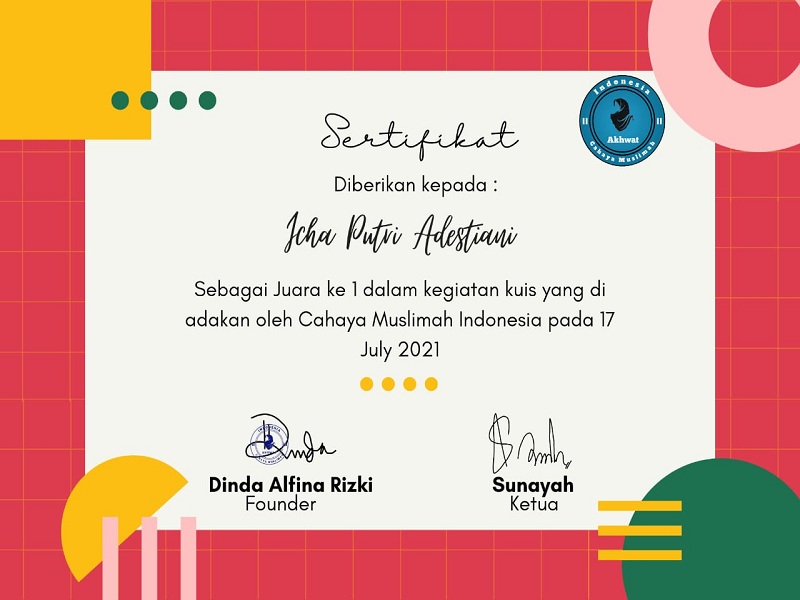 Sertifikat
Indonesia
Akhwat
Cahaya Muslimah
Diberikan kepada :
Icha Putri Adestiani
Sebagai Juara ke 1 dalam kegiatan kuis yang di
adakan oleh Cahaya Muslimah Indonesia pada 17
July 2021
Dinda
Dinda Alfina Rizki
Founder
Sunayah
Ketua